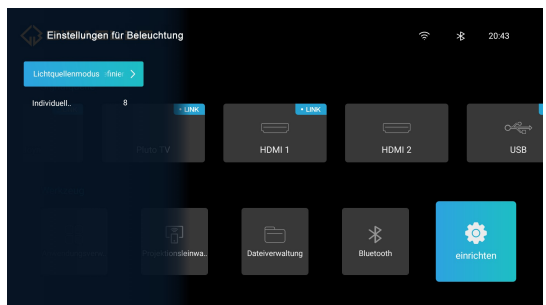 Einstellungen für Beleuchtung
20:43
Lichtquellenmodus
Individuell..
8
• LINK
• LINK
Pluto TV
HDMI 1
HDMI 2
USB
Dateiverwaltung
Bluetooth
einrichten